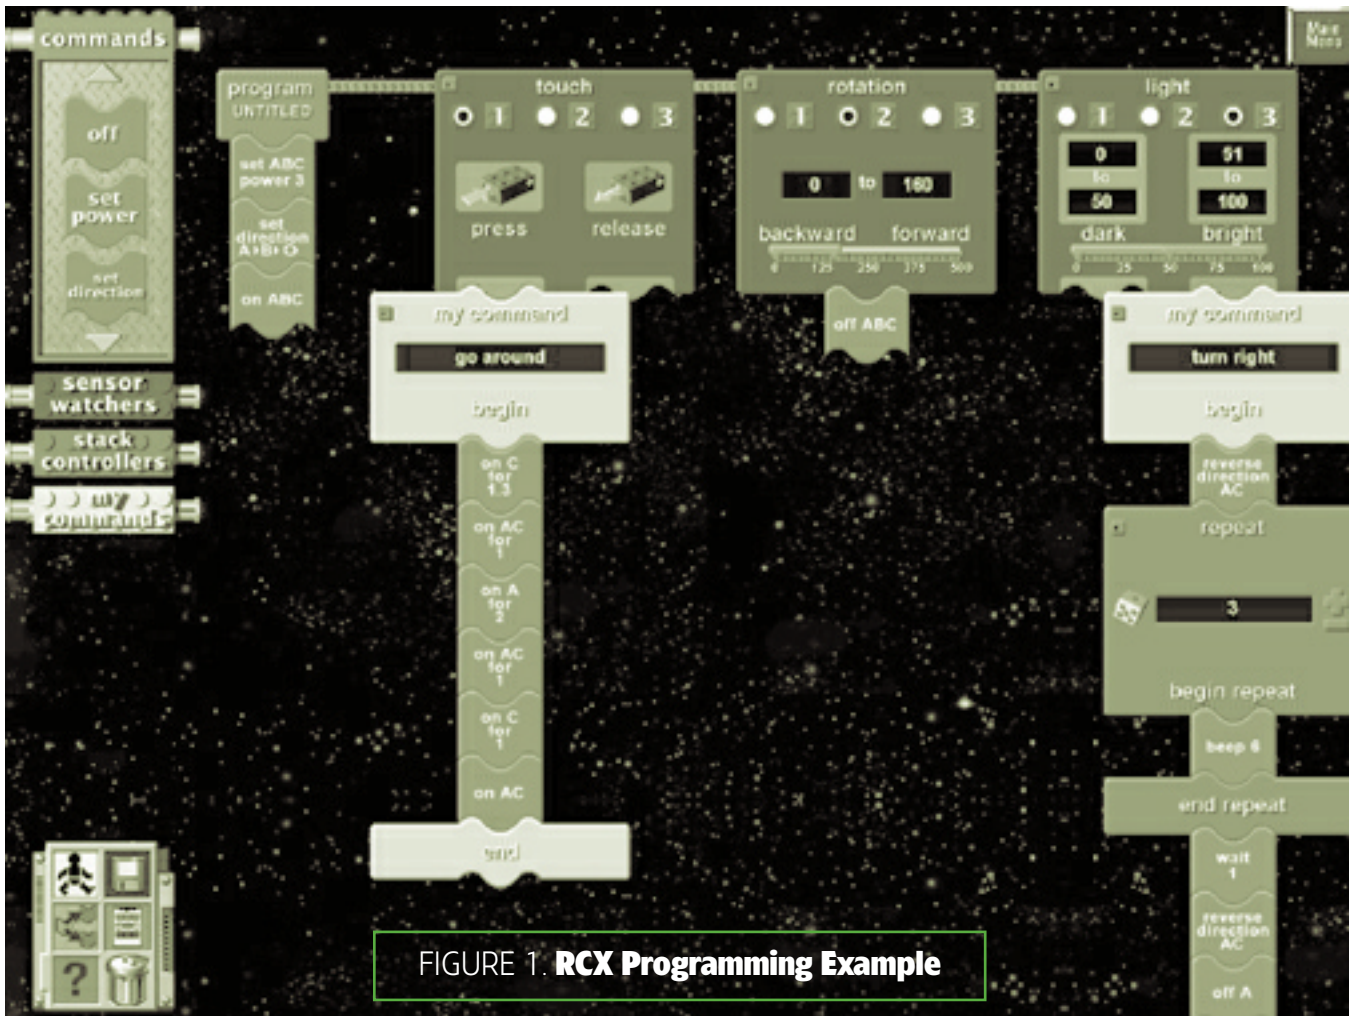 commands
off
set
power
set
direction
sensor
watchers
stack
controllers
my
commands
program
UNTITLED
set ABC
power 3
set
direction
on ABC
touch
1 2 3
press release
my command
go around
begin
on C
for
1.3
on AC
for
1
on A
for
2
on AC
for
1
on C
for
1
on AC
end
rotation
1 2 3
0 to 160
backward forward
0 125 250 375 500
off ABC
light
1 2 3
0 51
to to
50 100
dark bright
0 25 50 75 100
my command
turn right
begin
reverse
direction
AC
repeat
3
begin repeat
beep 6
end repeat
wait
1
reverse
direction
AC
off A
Main
Menu
?
FIGURE 1. RCX Programming Example